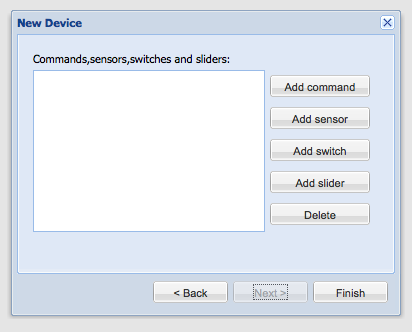 New Device
Commands,sensors,switches and sliders:
Add command
Add sensor
Add switch
Add slider
Delete
< Back
Next >
Finish